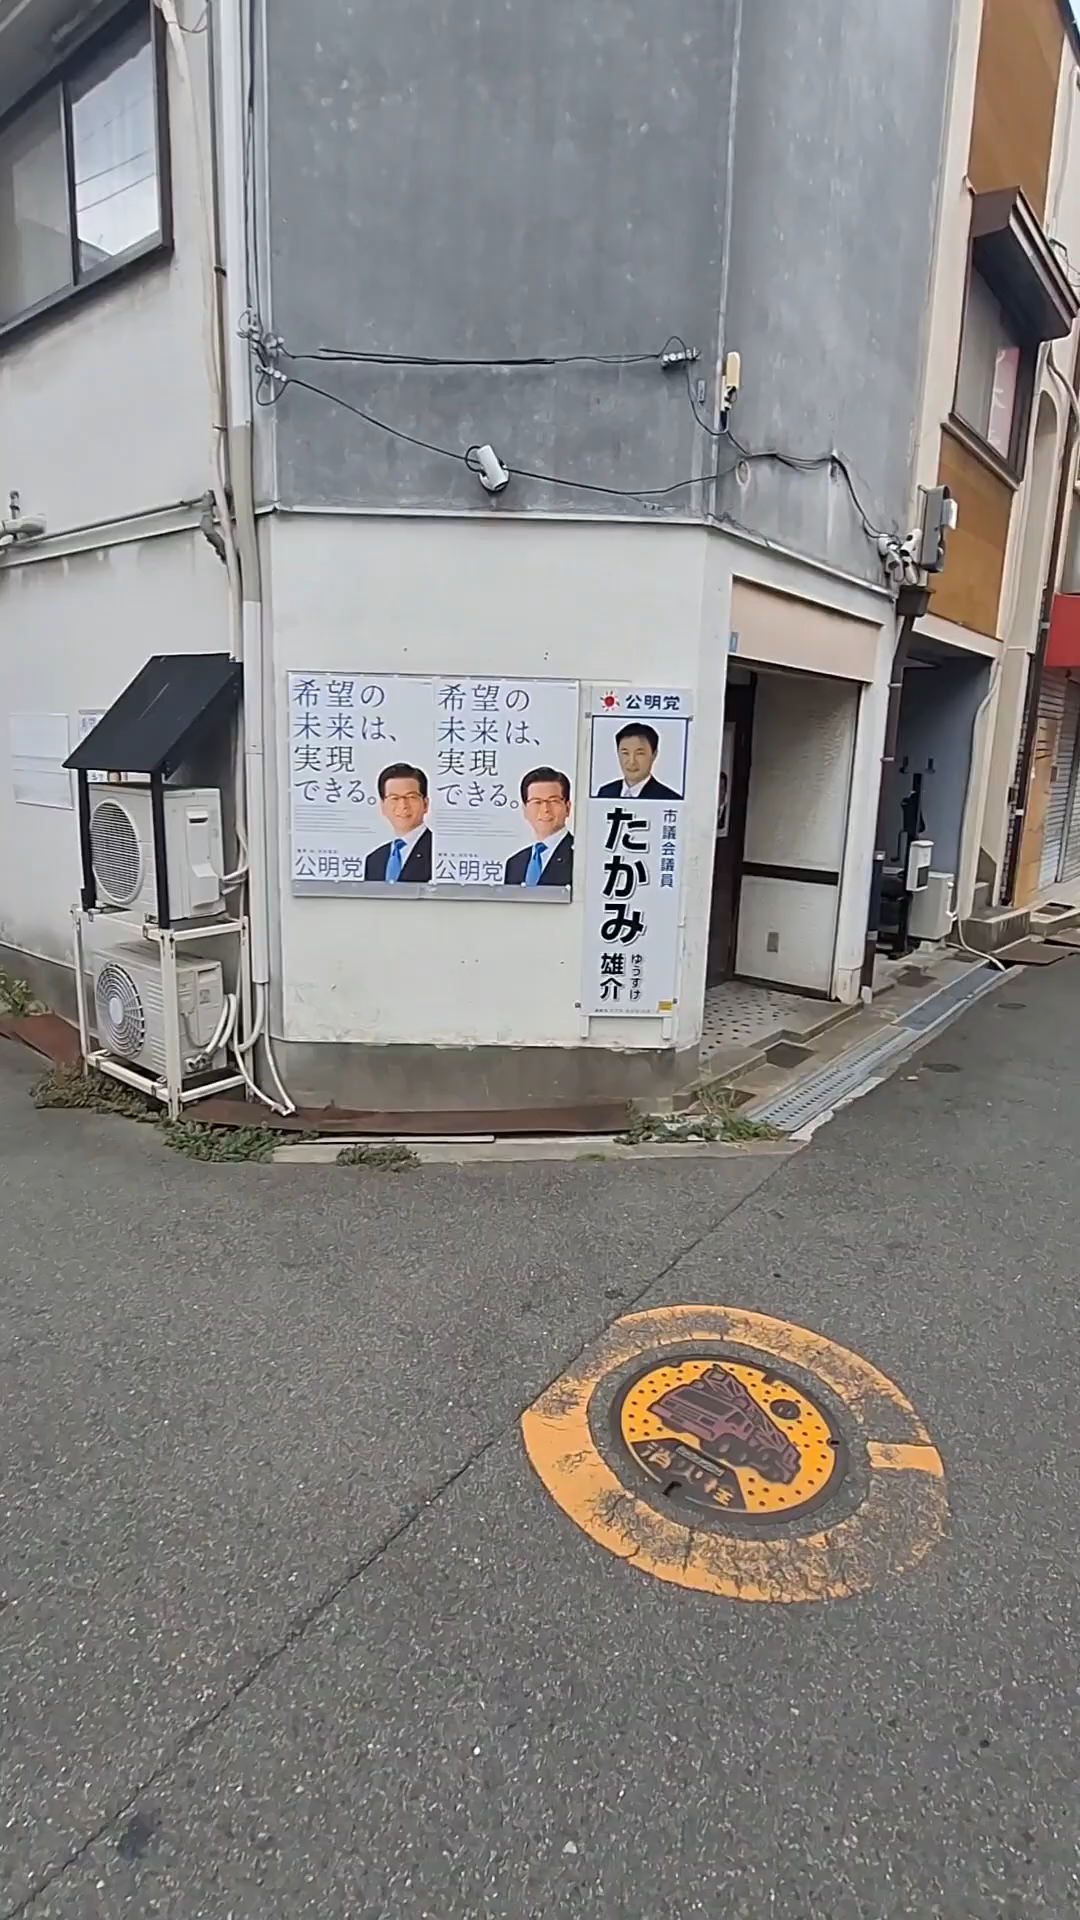 希望の
未来は、
実現
できる。
公明党
希望の
未来は、
実現
できる。
公明党
公明党
市議会議員
たかみ
雄介
ゆうすけ
消火栓